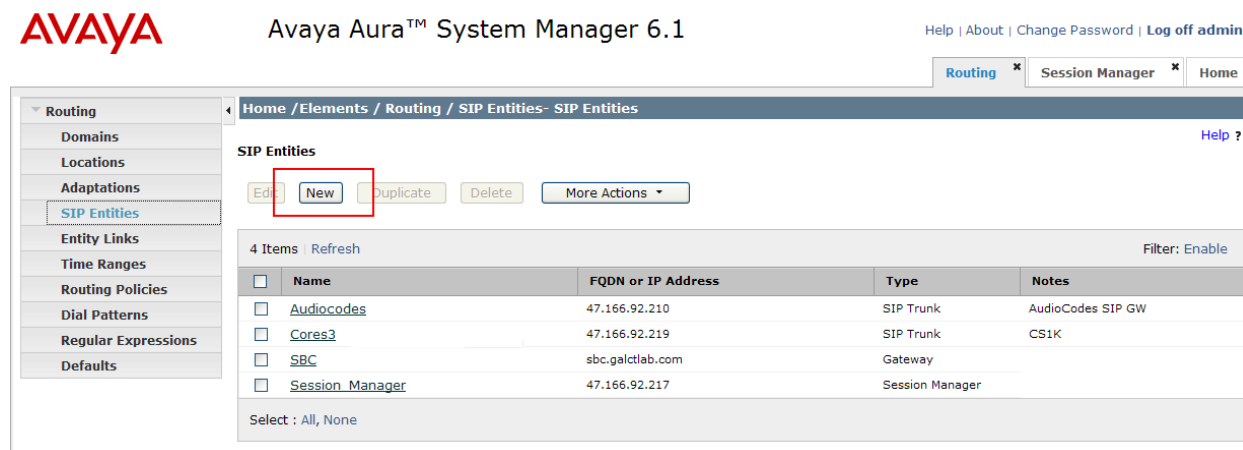 AVAYA
Avaya Aura™ System Manager 6.1
Help | About | Change Password | Log off admin
Routing × Session Manager × Home
Routing
Domains
Locations
Adaptations
SIP Entities
Entity Links
Time Ranges
Routing Policies
Dial Patterns
Regular Expressions
Defaults
Home /Elements / Routing / SIP Entities- SIP Entities
Help ?
SIP Entities
Edit New Duplicate Delete More Actions
4 Items | Refresh Filter: Enable
Name FQDN or IP Address Type Notes
Audiocodes 47.166.92.210 SIP Trunk AudioCodes SIP GW
Cores3 47.166.92.219 SIP Trunk CS1K
SBC sbc.galctlab.com Gateway
Session_Manager 47.166.92.217 Session Manager
Select : All, None